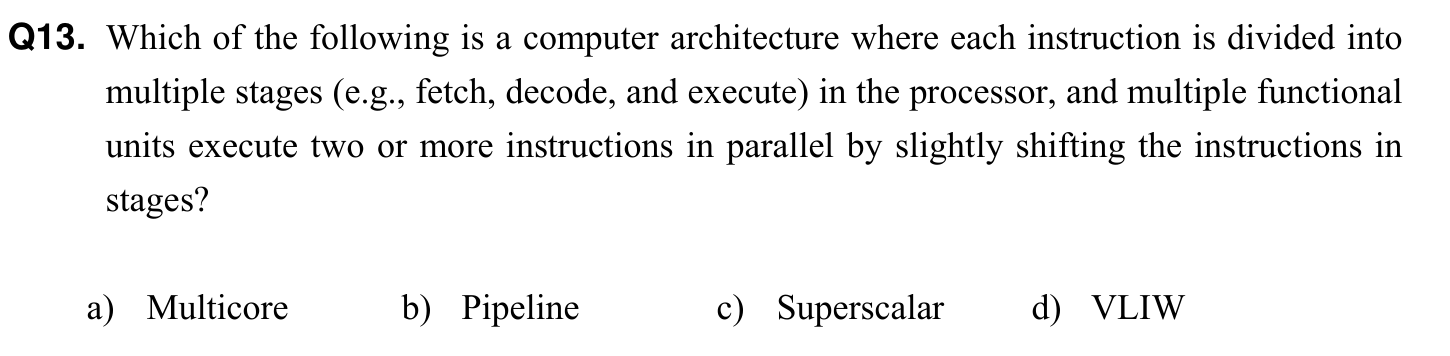 Q13. Which of the following is a computer architecture where each instruction is divided into
multiple stages (e.g., fetch, decode, and execute) in the processor, and multiple functional
units execute two or more instructions in parallel by slightly shifting the instructions in
stages?
a) Multicore b) Pipeline c) Superscalar d) VLIW